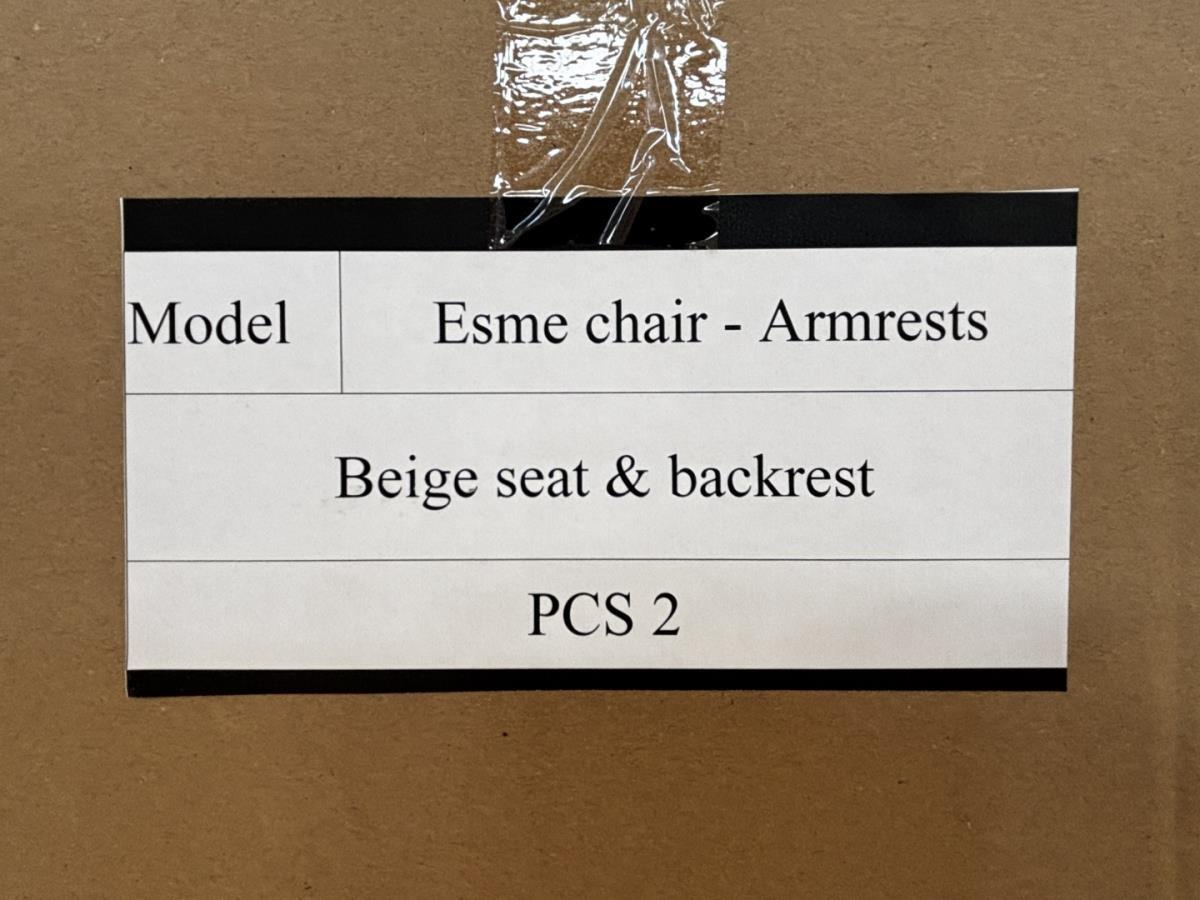 Model Esme chair - Armrests
Beige seat & backrest
PCS 2